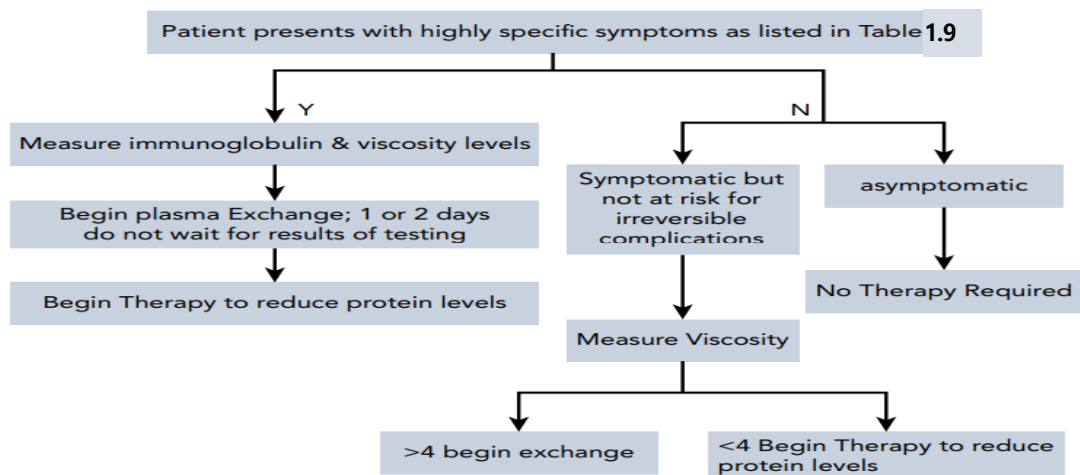 Patient presents with highly specific symptoms as listed in Table 1.9
Y
N
Measure immunoglobulin & viscosity levels
Begin plasma Exchange; 1 or 2 days
do not wait for results of testing
Begin Therapy to reduce protein levels
Symptomatic but
not at risk for
irreversible
complications
asymptomatic
No Therapy Required
Measure Viscosity
>4 begin exchange
<4 Begin Therapy to reduce
protein levels